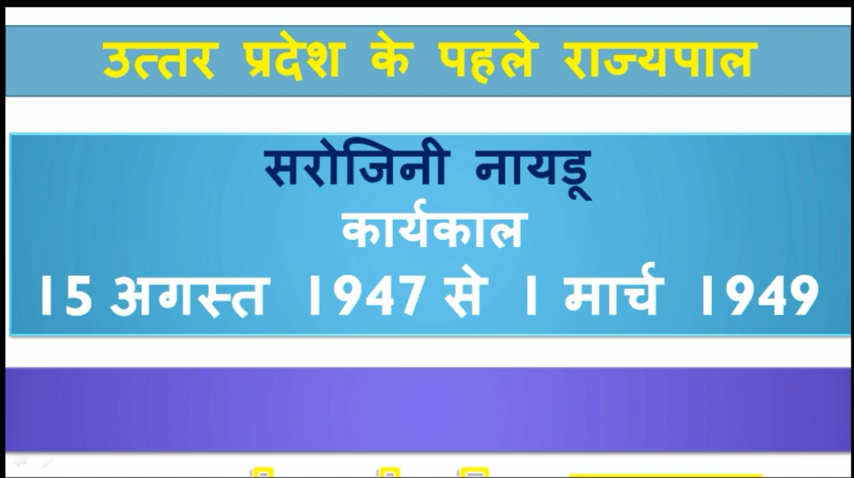 उत्तर प्रदेश के पहले राज्यपाल
सरोजिनी नायडू
कार्यकाल
15 अगस्त 1947 से 1 मार्च 1949